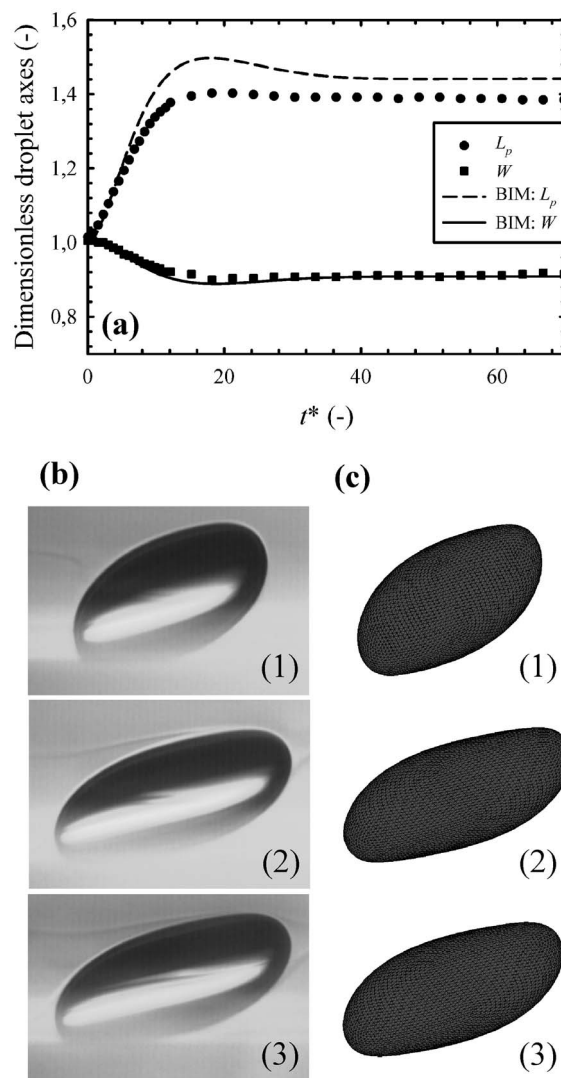 1,6
1,4
1,2
1,0
0,8
Dimensionless droplet axes (-)
(a)
L_p
W
BIM: L_p
BIM: W
0 20 40 60
t* (-)
(b) (c)
(1) (1)
(2) (2)
(3) (3)